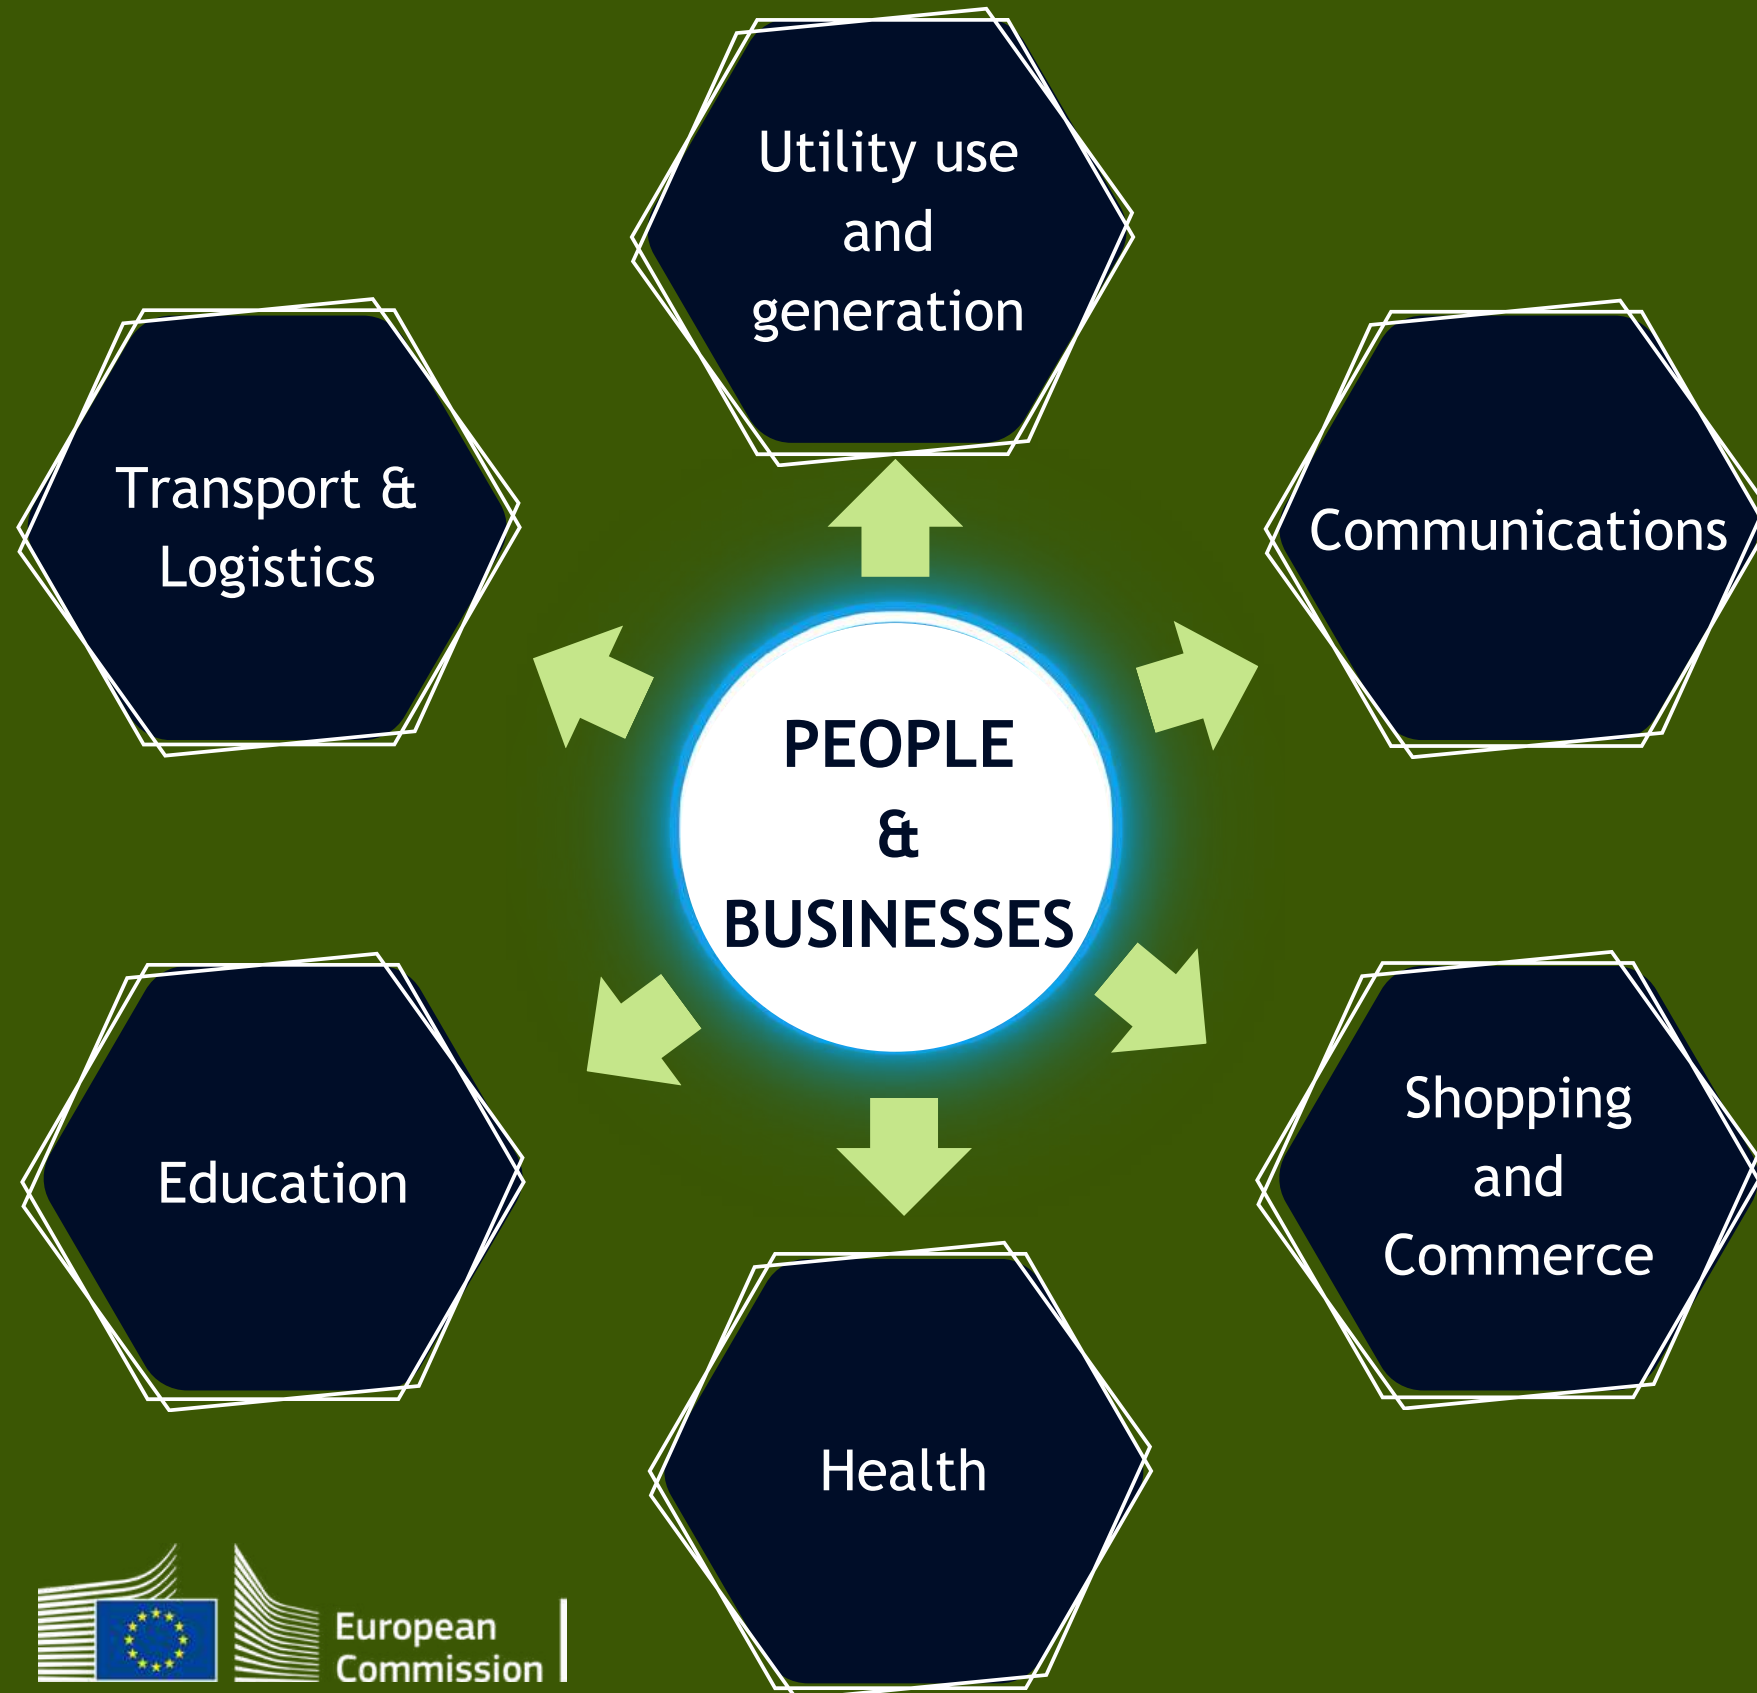 Utility use
and
generation
Transport &
Logistics
Communications
PEOPLE
&
BUSINESSES
Education
Shopping
and
Commerce
Health
European
Commission